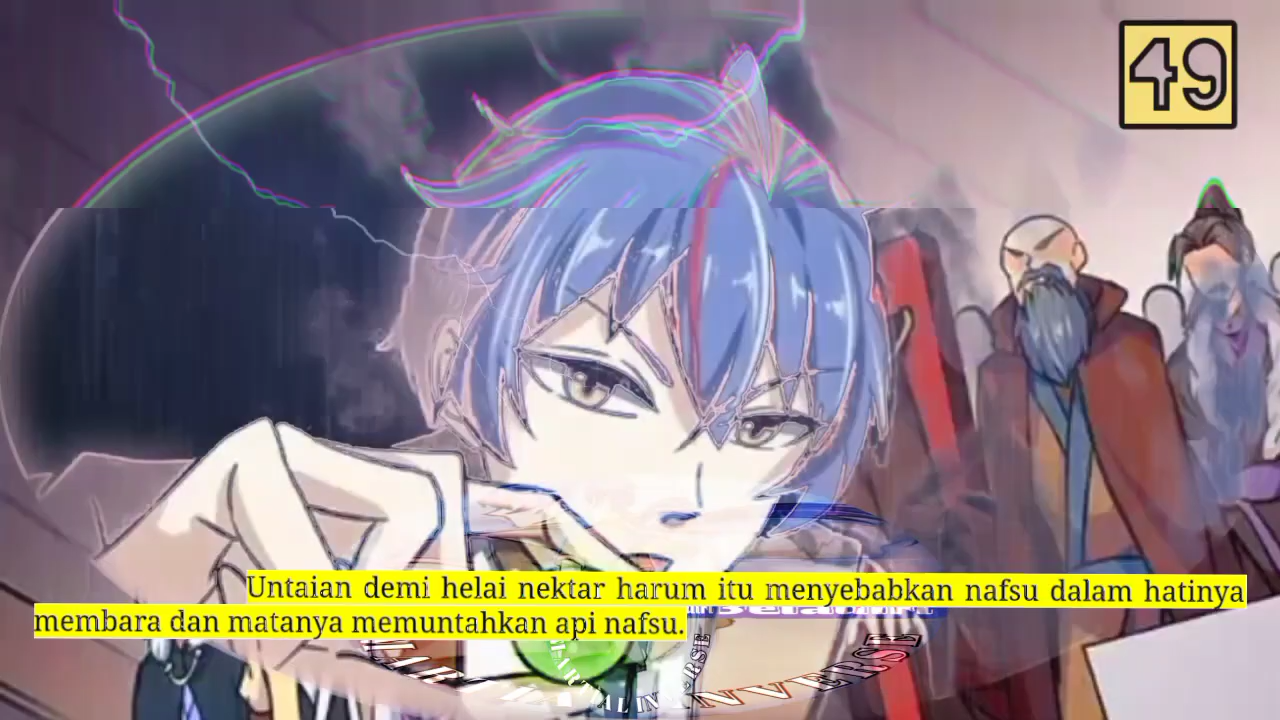 49
Untaian demi helai nektar harum itu menyebabkan nafsu dalam hatinya
membara dan matanya memuntahkan api nafsu.